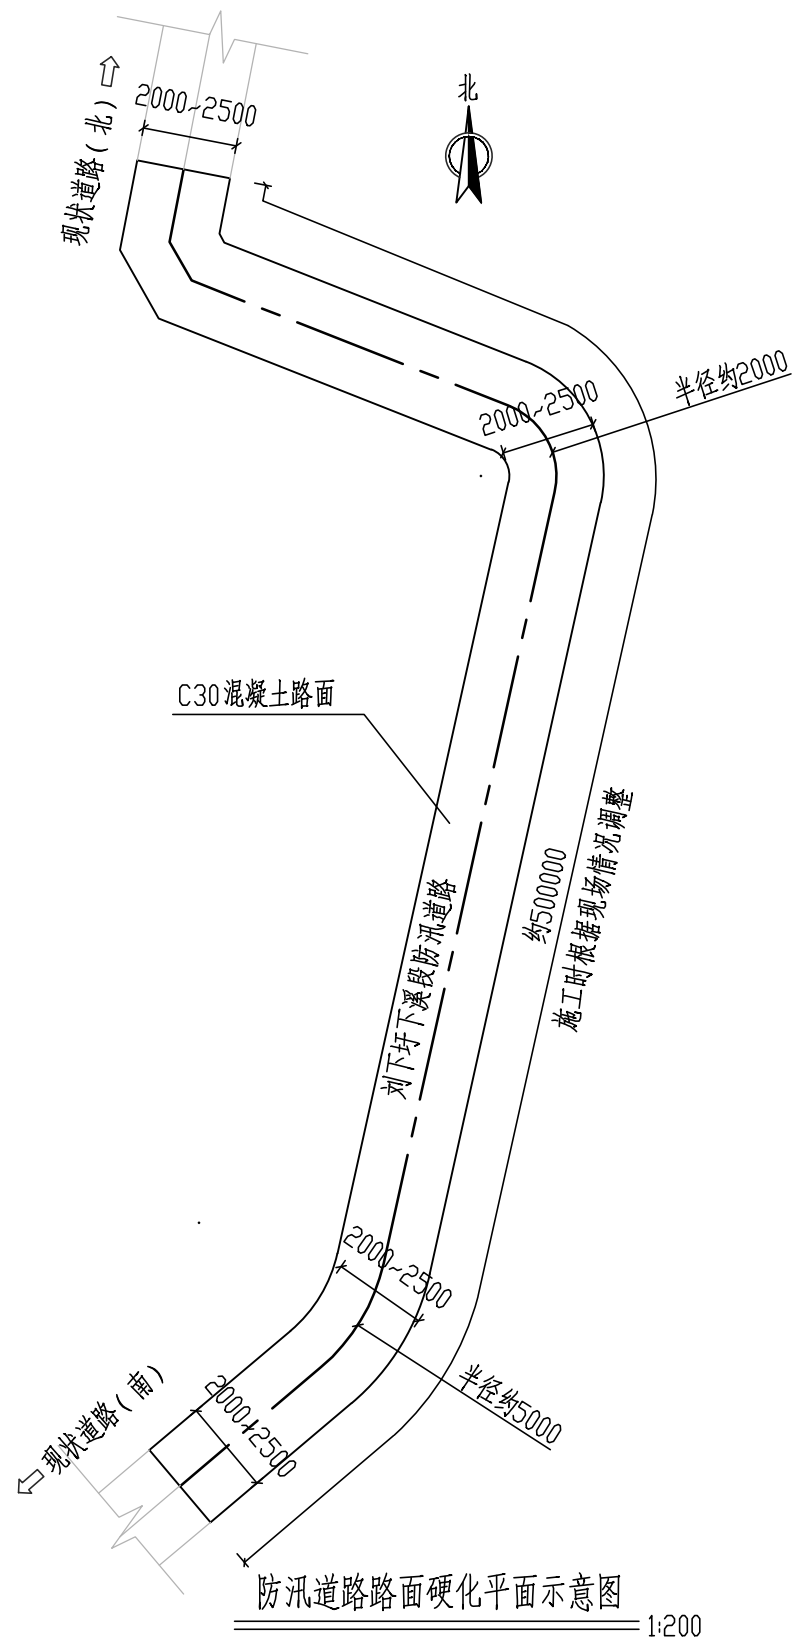 北
2000~2500
现状道路(北)
半径约2000
2000~2500
C30混凝土路面
约500000
施工时根据现场情况调整
刘下圩下溪段防汛道路
2000~2500
半径约5000
2000~2500
现状道路(南)
防汛道路路面硬化平面示意图
1:200